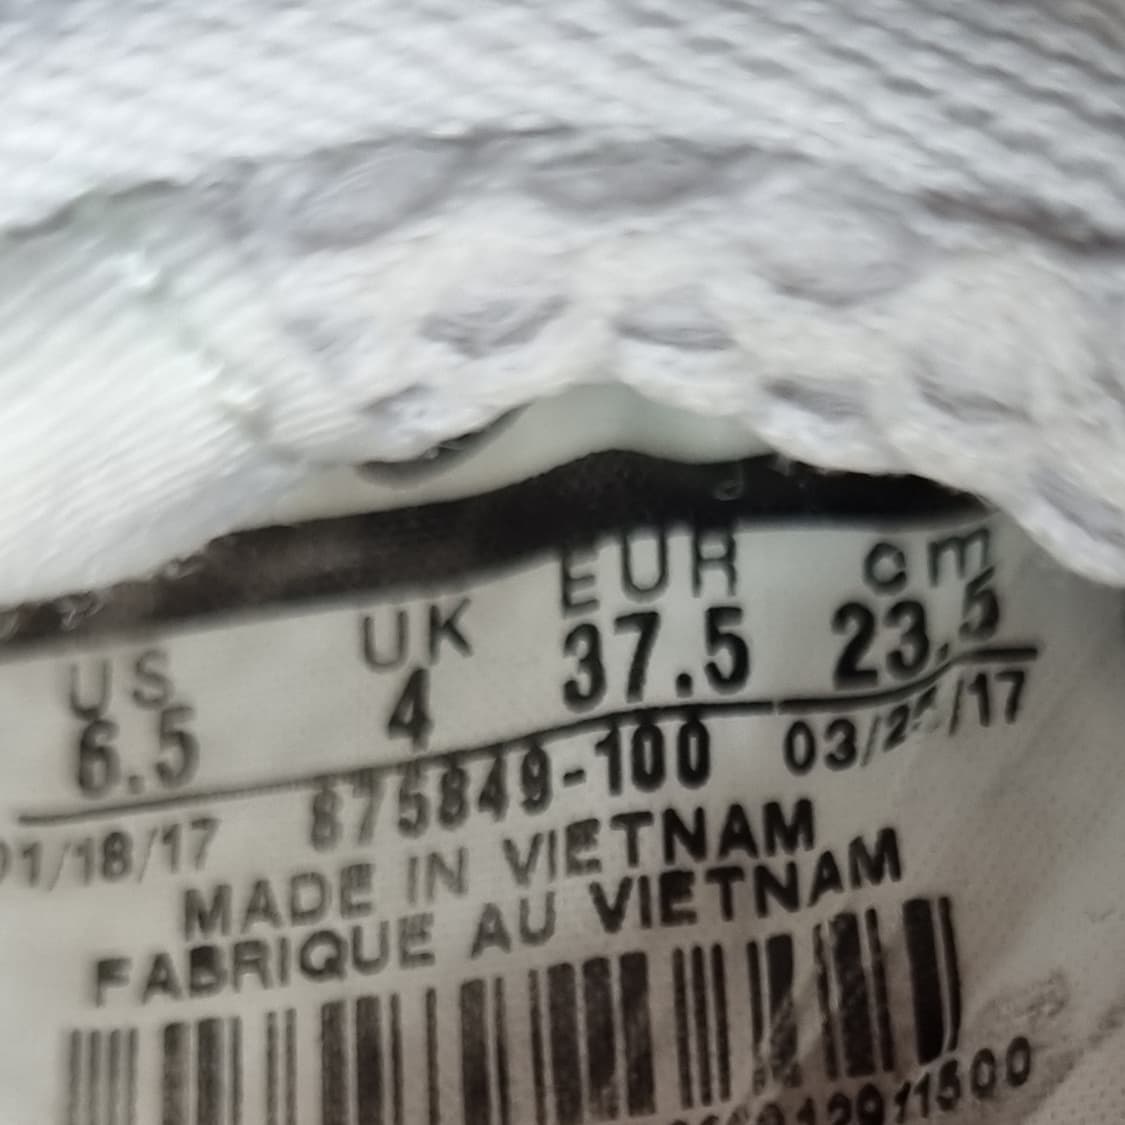 US UK EUR cm
6.5 4 37.5 23.5
01/18/17 875849-100
MADE IN VIETNAM
FABRIQUE AU VIETNAM